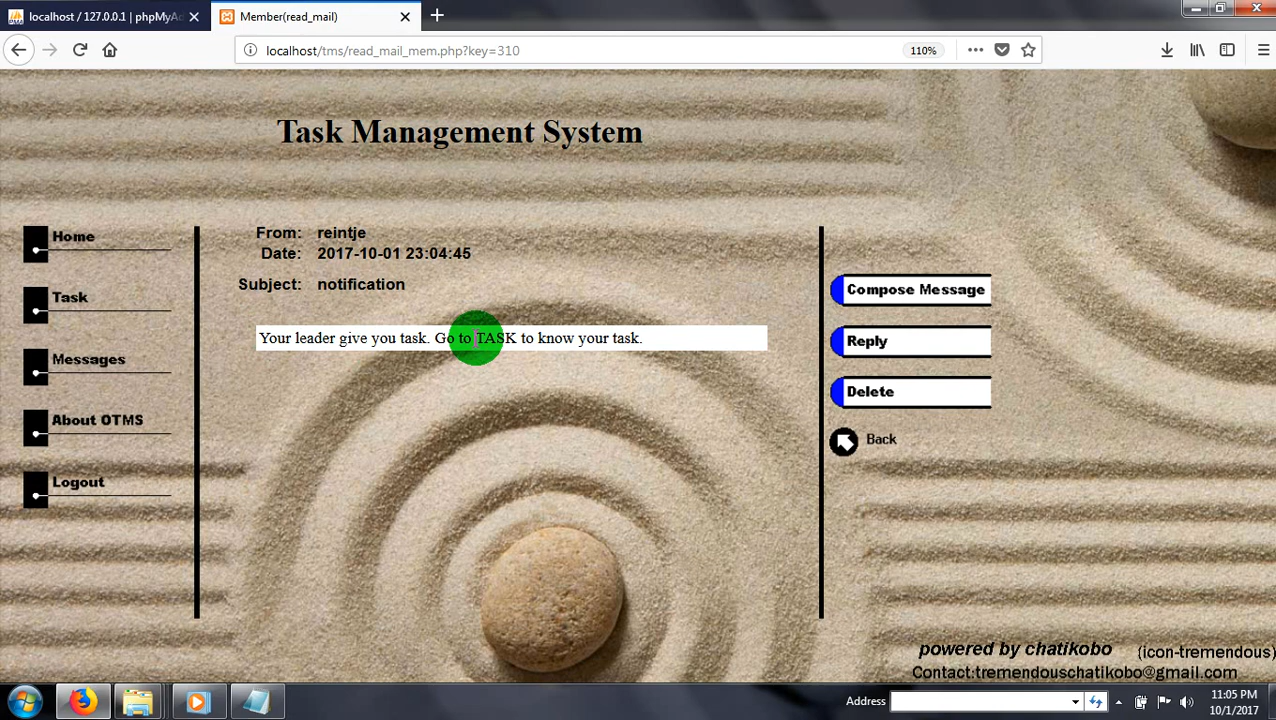 localhost / 127.0.0.1 | phpMyAd
Member(read_mail)
localhost/tms/read_mail_mem.php?key=310
110%
Task Management System
Home
Task
Messages
About OTMS
Logout
From: reintje
Date: 2017-10-01 23:04:45
Subject: notification
Your leader give you task. Go to TASK to know your task.
Compose Message
Reply
Delete
Back
powered by chatikobo (icon-tremendous)
Contact:tremendouschatikobo@gmail.com
Address
11:05 PM
10/1/2017